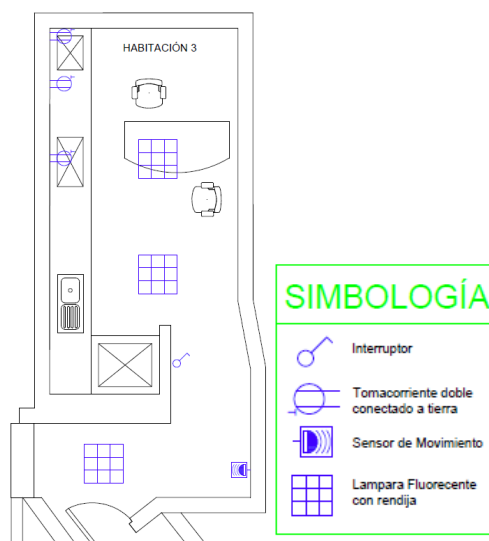 HABITACIÓN 3
SIMBOLOGÍA
Interruptor
Tomacorriente doble
conectado a tierra
Sensor de Movimiento
Lampara Fluorecente
con rendija